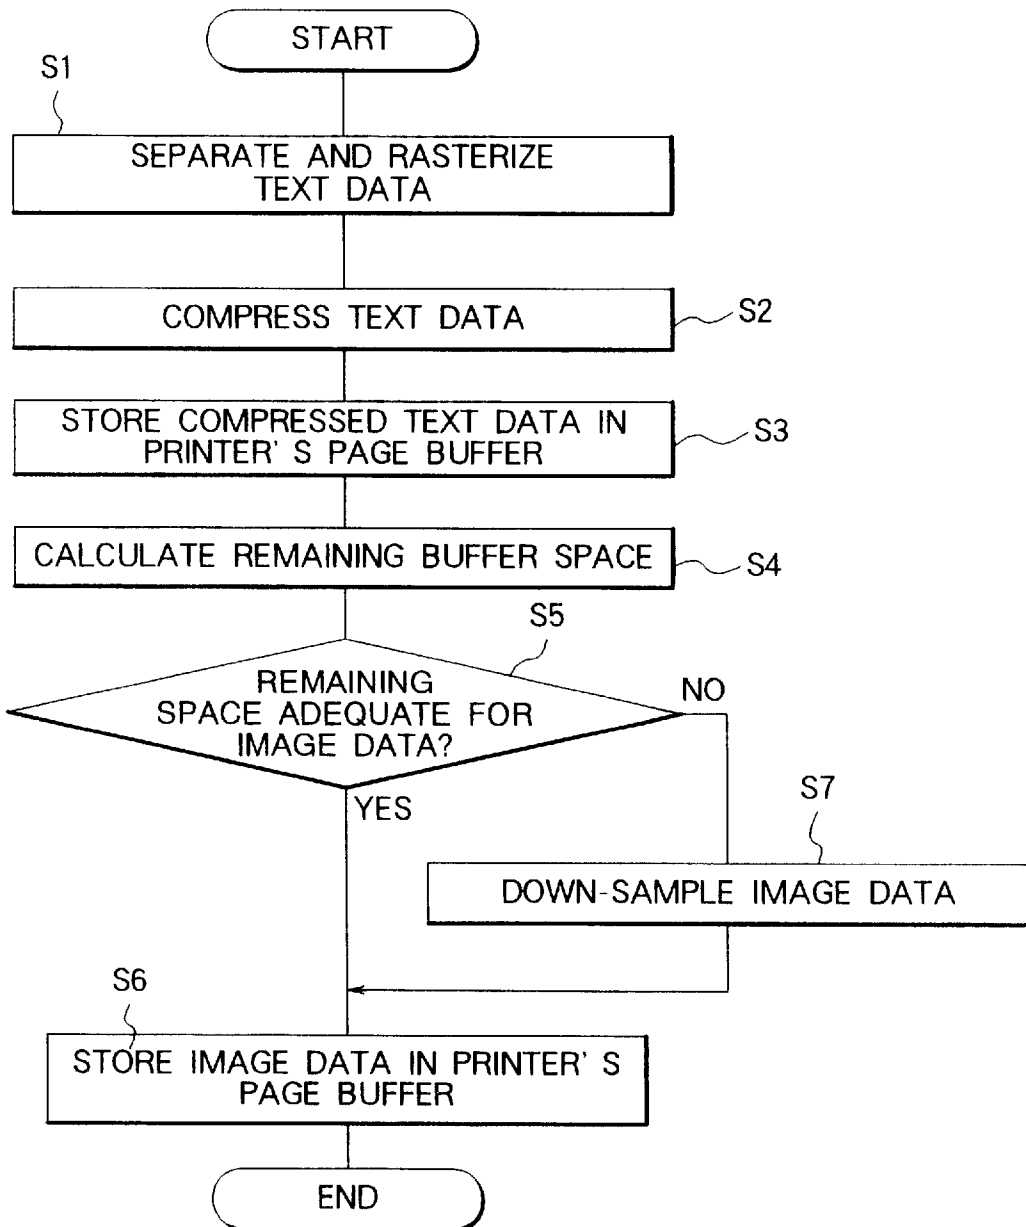 START
S1
SEPARATE AND RASTERIZE
TEXT DATA
COMPRESS TEXT DATA
S2
STORE COMPRESSED TEXT DATA IN
PRINTER' S PAGE BUFFER
S3
CALCULATE REMAINING BUFFER SPACE
S4
S5
REMAINING
SPACE ADEQUATE FOR
IMAGE DATA?
NO
YES
S7
DOWN-SAMPLE IMAGE DATA
S6
STORE IMAGE DATA IN PRINTER' S
PAGE BUFFER
END